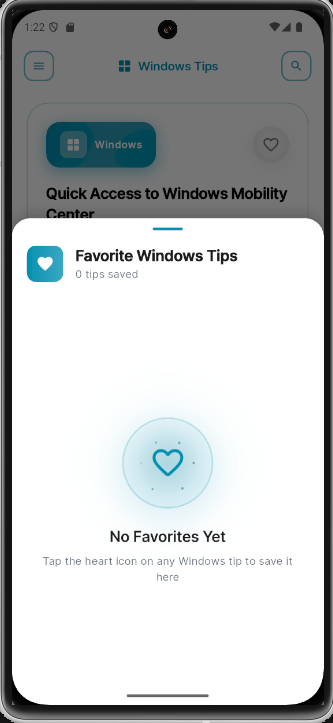 1:22
Windows Tips
Windows
Quick Access to Windows Mobility
Center
Favorite Windows Tips
0 tips saved
No Favorites Yet
Tap the heart icon on any Windows tip to save it
here